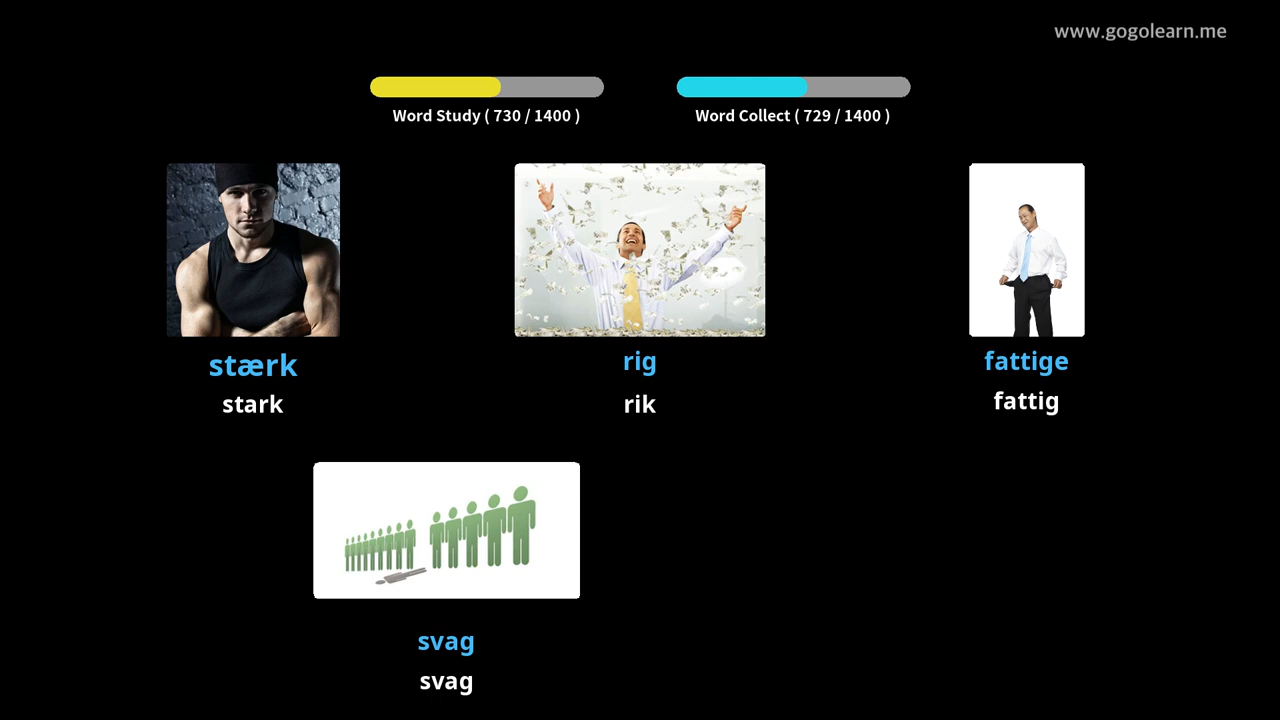 www.gogolearn.me
Word Study ( 730 / 1400 )
Word Collect ( 729 / 1400 )
stærk
stark
rig
rik
fattige
fattig
svag
svag